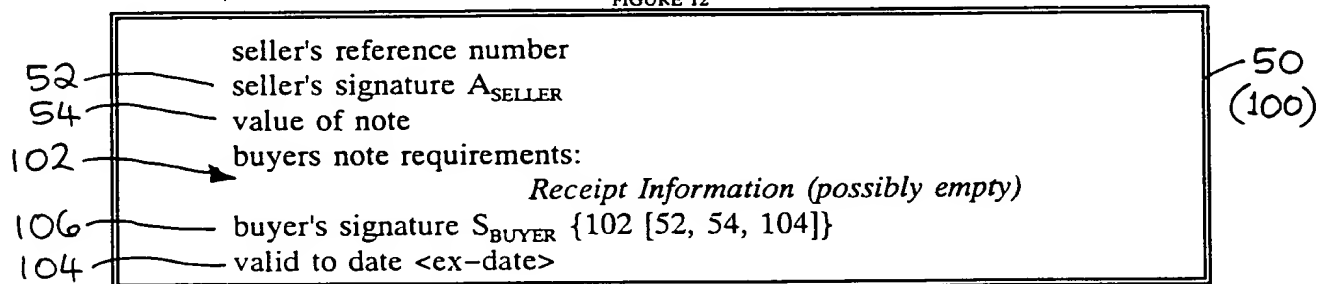 FIGURE 12
seller's reference number
52 seller's signature A_SELLER 50
54 value of note (100)
102 buyers note requirements:
Receipt Information (possibly empty)
106 buyer's signature S_BUYER {102 [52, 54, 104]}
104 valid to date <ex-date>